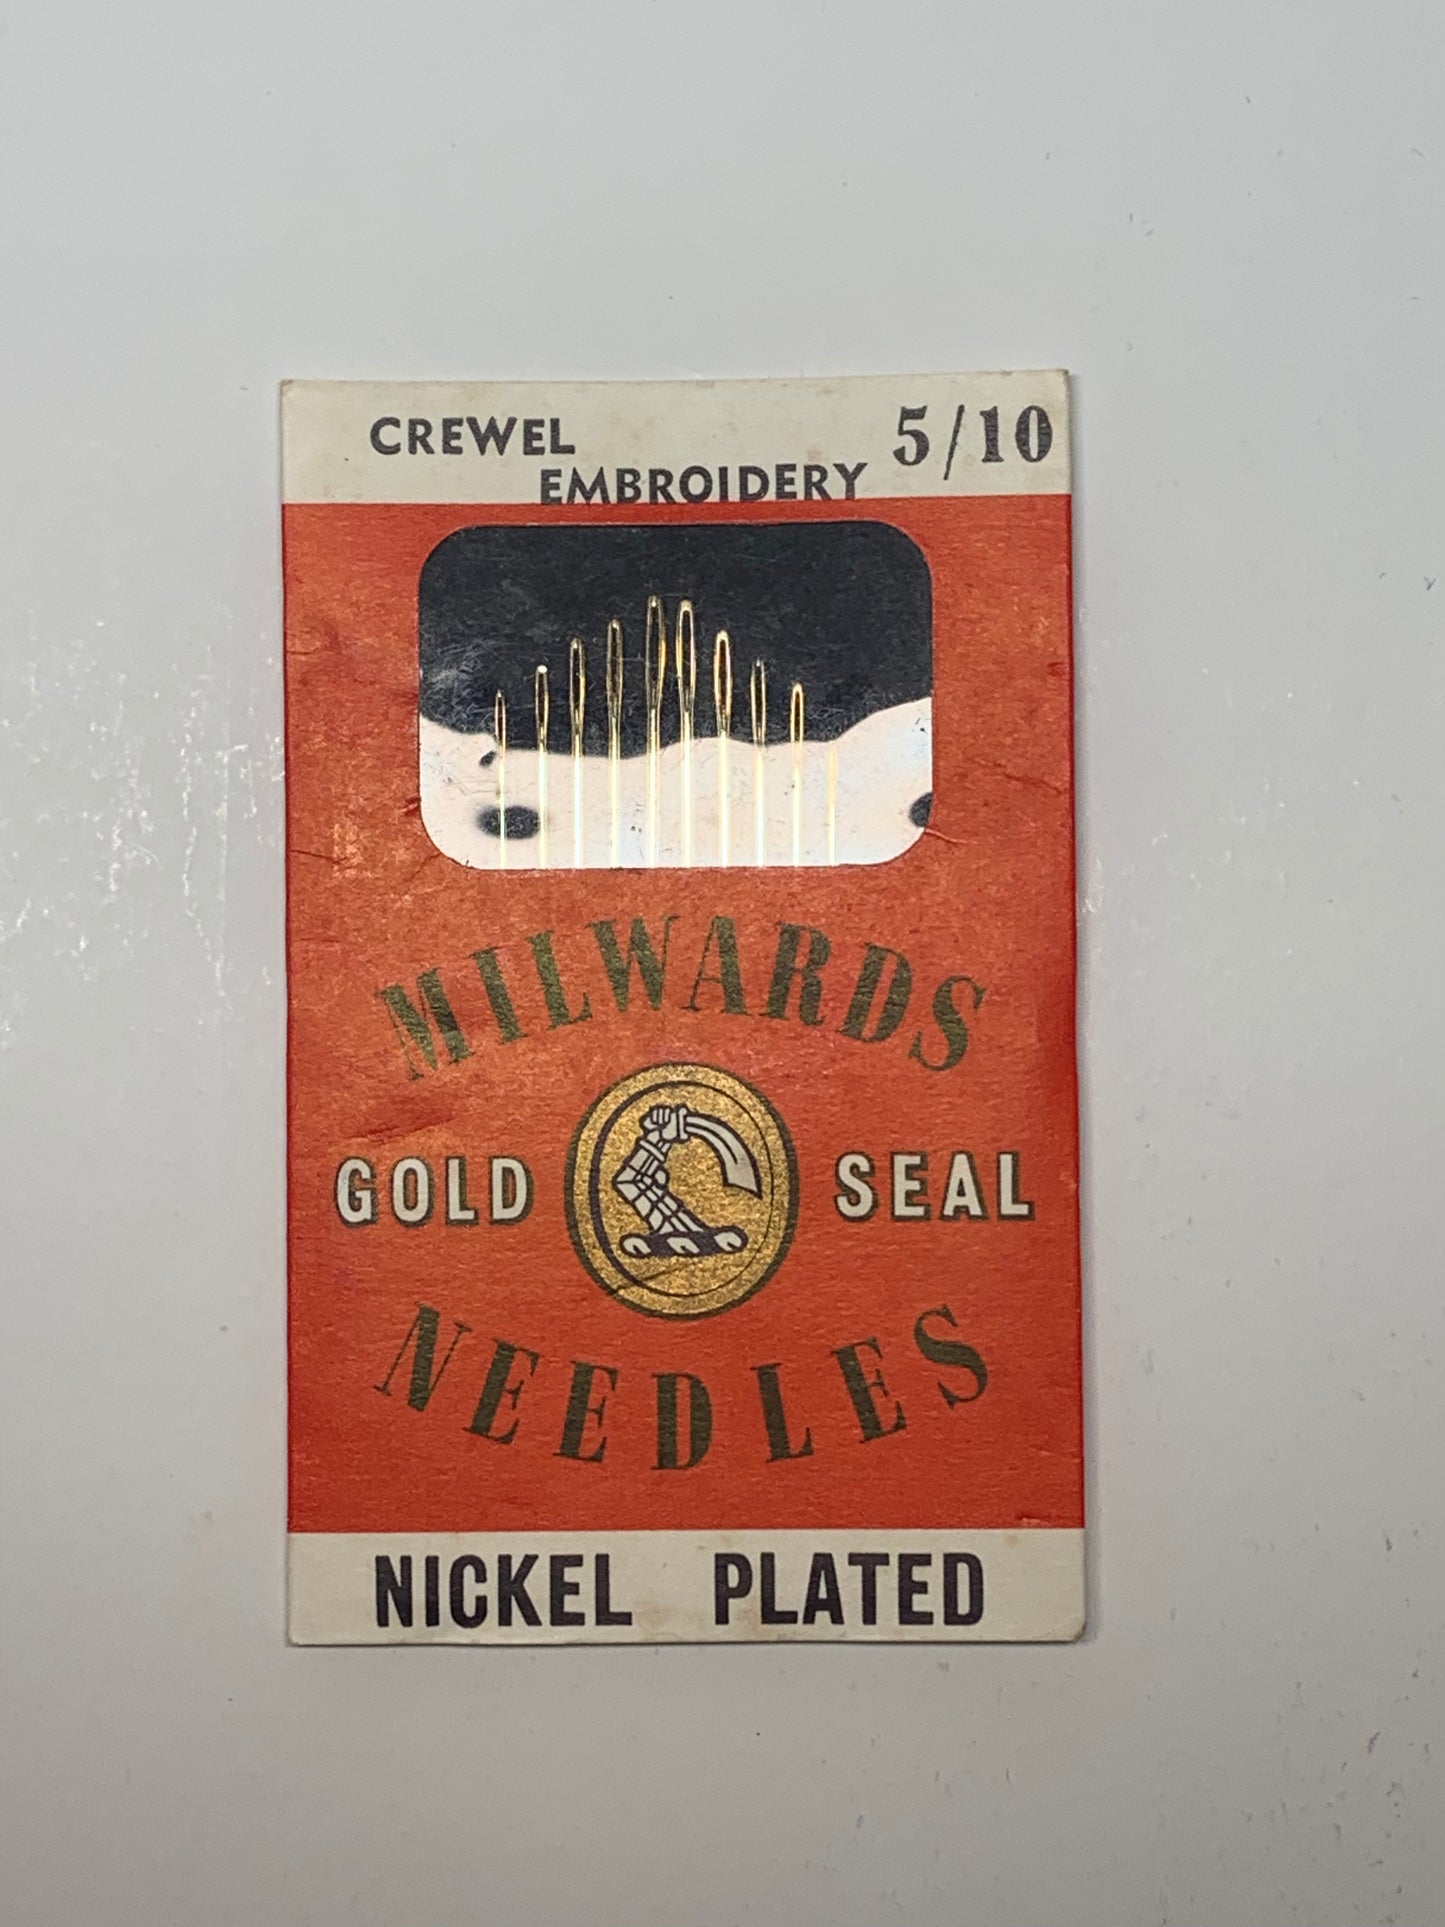 CREWEL
EMBROIDERY
5/10
MILWARDS
GOLD SEAL
NEEDLES
NICKEL PLATED